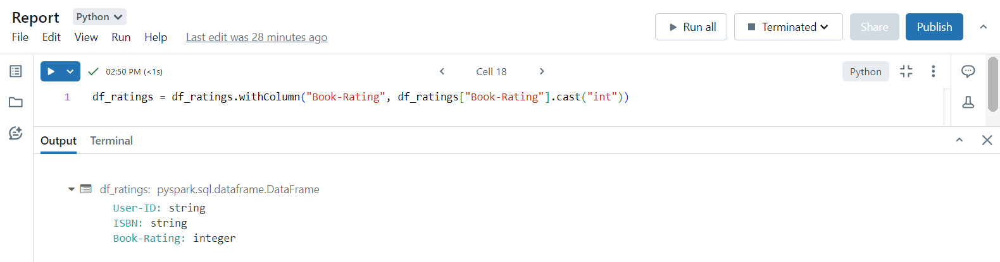 Report Python
File Edit View Run Help Last edit was 28 minutes ago
Run all Terminated Share Publish
02:50 PM (<1s) Cell 18 Python
1 df_ratings = df_ratings.withColumn("Book-Rating", df_ratings["Book-Rating"].cast("int"))
Output Terminal
df_ratings: pyspark.sql.dataframe.DataFrame
User-ID: string
ISBN: string
Book-Rating: integer